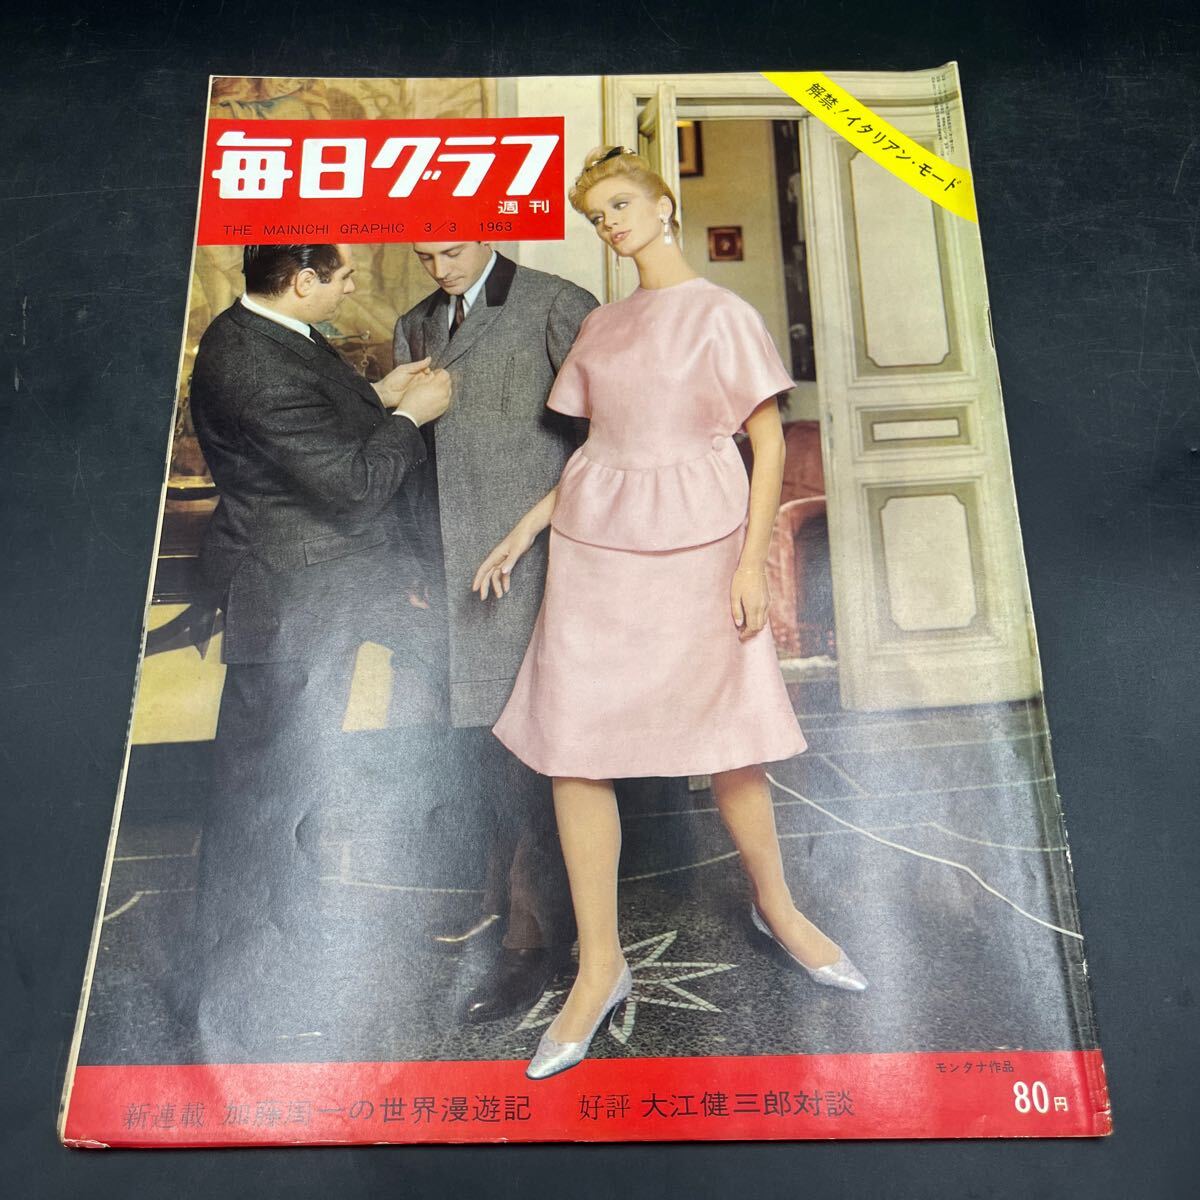 毎日グラフ
週刊
THE MAINICHI GRAPHIC 3/3 1963
解禁!イタリアン・モード
モンタナ作品
新連載 加藤周一の世界漫遊記 好評 大江健三郎対談
80円